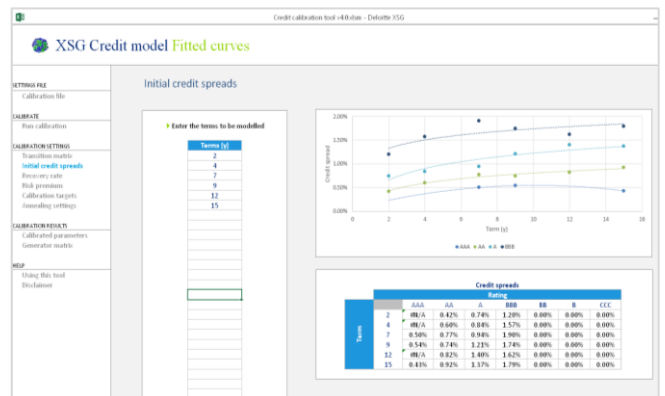 Credit calibration tool v4.0.xlsm - Deloitte XSG
XSG Credit model Fitted curves
SETTINGS FILE
Calibration file
CALIBRATE
Run calibration
CALIBRATION SETTINGS
Transition matrix
Initial credit spreads
Recovery rate
Risk premium
Calibration targets
Annealing settings
CALIBRATION RESULTS
Calibrated parameters
Generator matrix
HELP
Using this tool
Disclaimer
Initial credit spreads
Enter the terms to be modelled
Terms (y)
2
4
7
9
12
15
2.00%
1.50%
1.00%
0.50%
0.00%
Credit spread
0 2 4 6 8 10 12 14 16
Term (y)
AAA AA A BBB
Credit spreads
Rating
AAA AA A BBB BB B CCC
Term
2 #N/A 0.42% 0.74% 1.20% 0.00% 0.00% 0.00%
4 #N/A 0.60% 0.84% 1.57% 0.00% 0.00% 0.00%
7 0.50% 0.77% 0.94% 1.90% 0.00% 0.00% 0.00%
9 0.54% 0.74% 1.21% 1.74% 0.00% 0.00% 0.00%
12 #N/A 0.82% 1.40% 1.62% 0.00% 0.00% 0.00%
15 0.43% 0.92% 1.37% 1.79% 0.00% 0.00% 0.00%